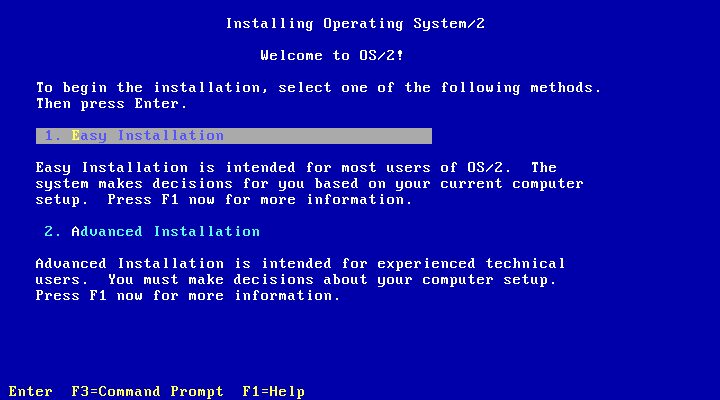 Installing Operating System/2
Welcome to OS/2!
To begin the installation, select one of the following methods.
Then press Enter.
1. Easy Installation
Easy Installation is intended for most users of OS/2.  The
system makes decisions for you based on your current computer
setup.  Press F1 now for more information.
2. Advanced Installation
Advanced Installation is intended for experienced technical
users.  You must make decisions about your computer setup.
Press F1 now for more information.
Enter  F3=Command Prompt  F1=Help